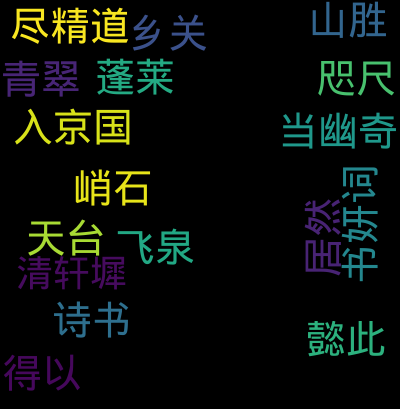 尽精道
乡关
山胜
青翠
蓬莱
咫尺
入京国
当幽奇
峭石
居然
书妍词
天台
飞泉
清轩墀
诗书
懿此
得以